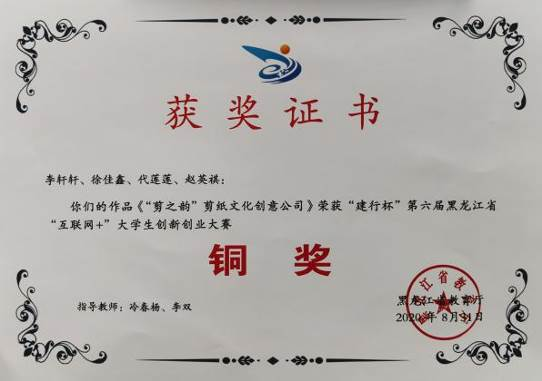 获奖证书
李轩轩、徐佳鑫、代莲莲、赵英祺：
你们的作品《“剪之韵”剪纸文化创意公司》荣获“建行杯”第六届黑龙江省
“互联网+”大学生创新创业大赛
铜奖
指导教师：冷春杨、李双
黑龙江省教育厅
2020年8月31日